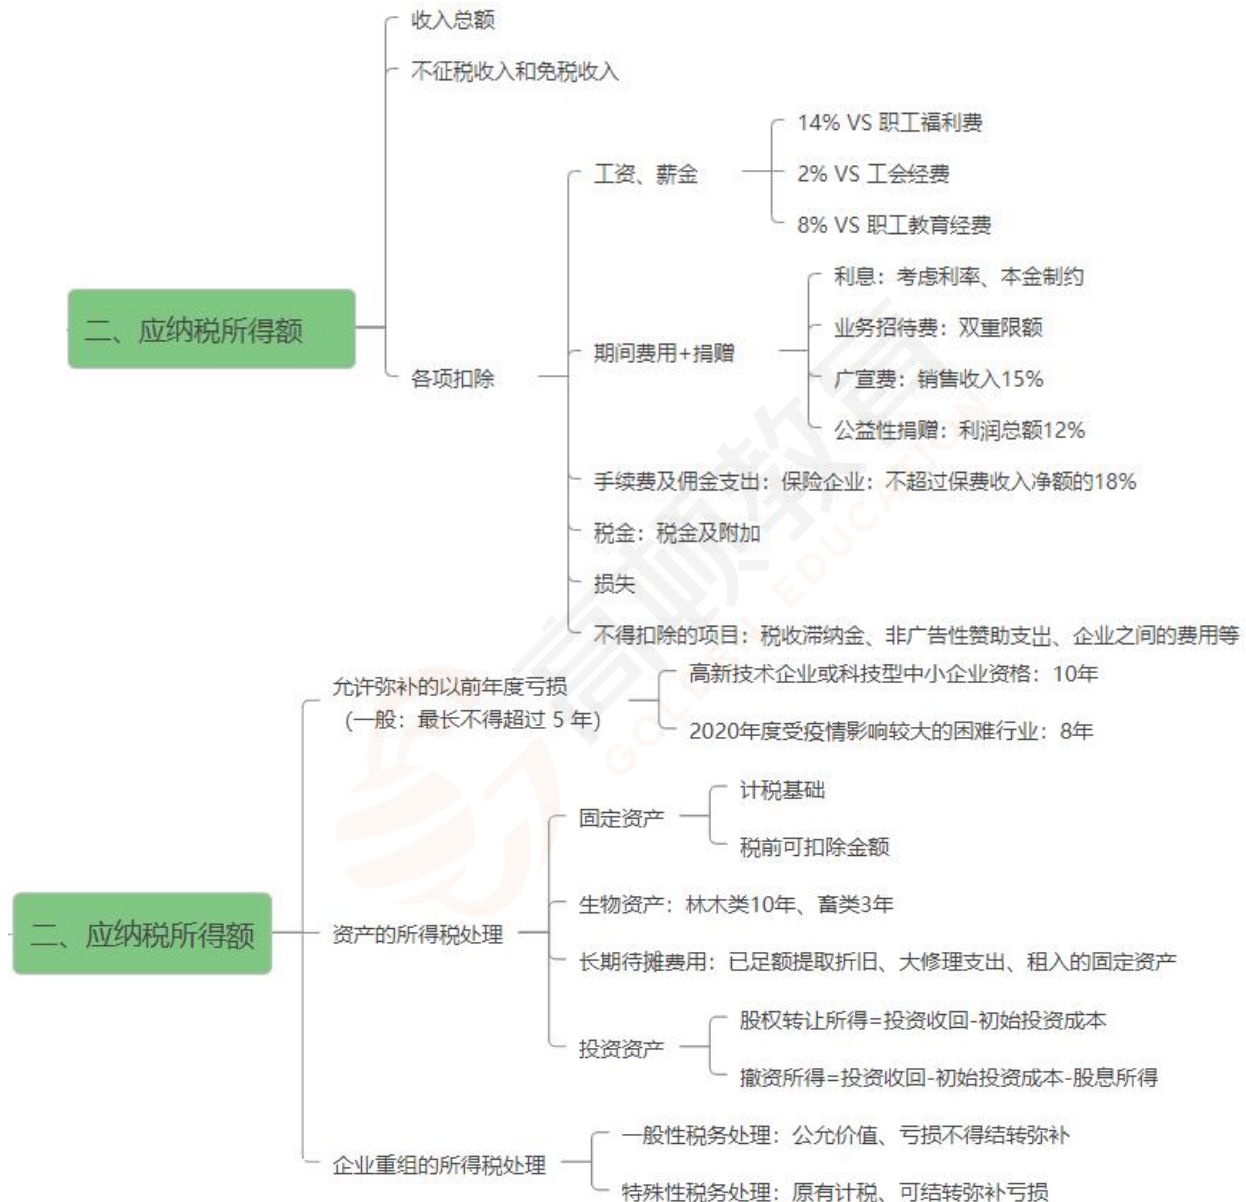 收入总额
不征税收入和免税收入
14% VS 职工福利费
工资、薪金
2% VS 工会经费
8% VS 职工教育经费
利息：考虑利率、本金制约
二、应纳税所得额
业务招待费：双重限额
期间费用+捐赠
各项扣除
广宣费：销售收入15%
公益性捐赠：利润总额12%
手续费及佣金支出：保险企业：不超过保费收入净额的18%
税金：税金及附加
损失
不得扣除的项目：税收滞纳金、非广告性赞助支出、企业之间的费用等
允许弥补的以前年度亏损
（一般：最长不得超过 5 年）
高新技术企业或科技型中小企业资格：10年
2020年度受疫情影响较大的困难行业：8年
计税基础
固定资产
税前可扣除金额
生物资产：林木类10年、畜类3年
二、应纳税所得额
资产的所得税处理
长期待摊费用：已足额提取折旧、大修理支出、租入的固定资产
股权转让所得=投资收回-初始投资成本
投资资产
撤资所得=投资收回-初始投资成本-股息所得
一般性税务处理：公允价值、亏损不得结转弥补
企业重组的所得税处理
特殊性税务处理：原有计税、可结转弥补亏损
高顿教育
GOLDEN EDUCATION